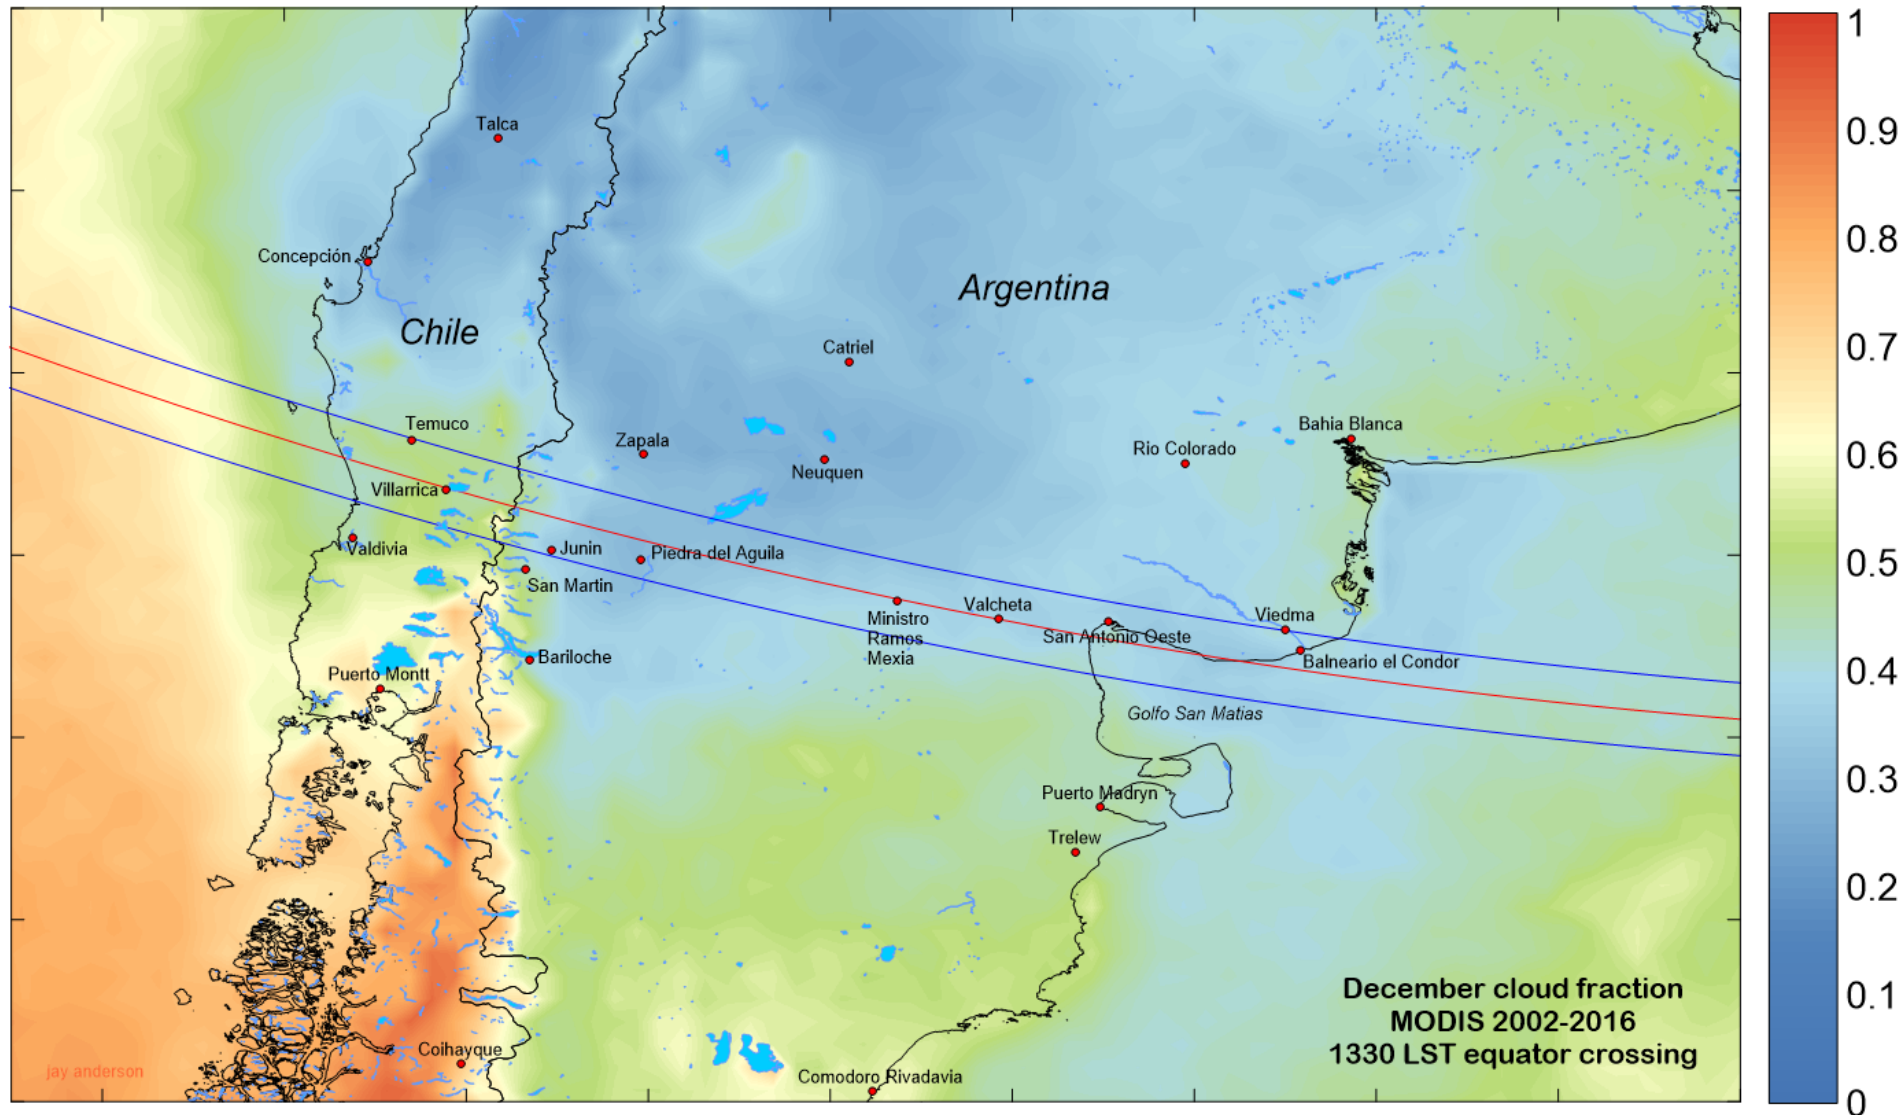 1
Talca
0.9
0.8
Concepción
Argentina
Chile
0.7
Catriel
Temuco
Zapala
Bahia Blanca
0.6
Rio Colorado
Neuquen
Villarrica
Valdivia
Junin
Piedra del Aguila
0.5
San Martin
Valcheta
Ministro
Ramos
Mexia
San Antonio Oeste
Viedma
Bariloche
Balneario el Condor
Puerto Montt
0.4
Golfo San Matias
0.3
Puerto Madryn
Trelew
0.2
December cloud fraction
MODIS 2002-2016
1330 LST equator crossing
0.1
Coihayque
jay anderson
Comodoro Rivadavia
0